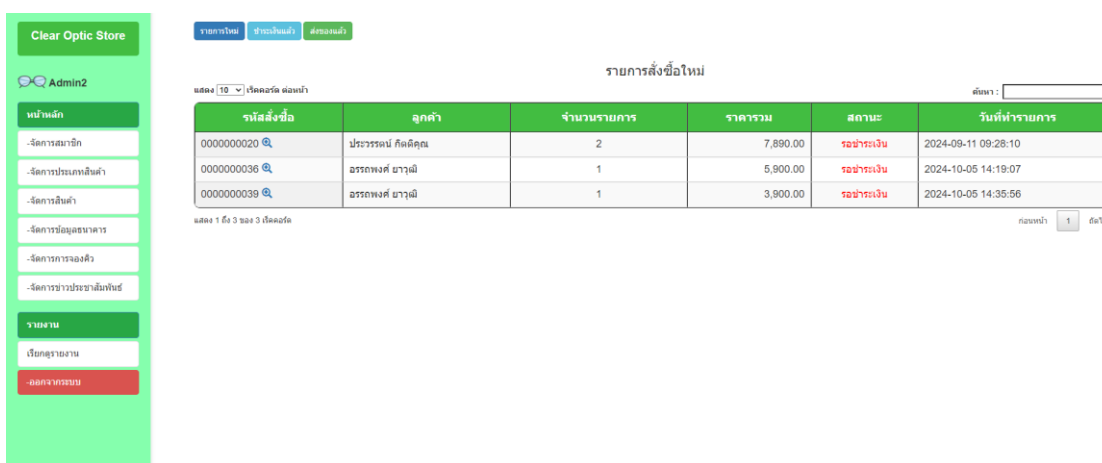 Clear Optic Store
Admin2
หน้าหลัก
-จัดการสมาชิก
-จัดการประเภทสินค้า
-จัดการสินค้า
-จัดการข้อมูลธนาคาร
-จัดการการจองคิว
-จัดการข่าวประชาสัมพันธ์
รายงาน
เรียกดูรายงาน
-ออกจากระบบ
รายการใหม่ ชำระเงินแล้ว ส่งของแล้ว
รายการสั่งซื้อใหม่
แสดง 10 เร็คคอร์ด ต่อหน้า
ค้นหา :
รหัสสั่งซื้อ ลูกค้า จำนวนรายการ ราคารวม สถานะ วันที่ทำรายการ
0000000020 ประวรรตน์ กิตติคุณ 2 7,890.00 รอชำระเงิน 2024-09-11 09:28:10
0000000036 อรรถพงศ์ ยาวุฒิ 1 5,900.00 รอชำระเงิน 2024-10-05 14:19:07
0000000039 อรรถพงศ์ ยาวุฒิ 1 3,900.00 รอชำระเงิน 2024-10-05 14:35:56
แสดง 1 ถึง 3 ของ 3 เร็คคอร์ด
ก่อนหน้า 1